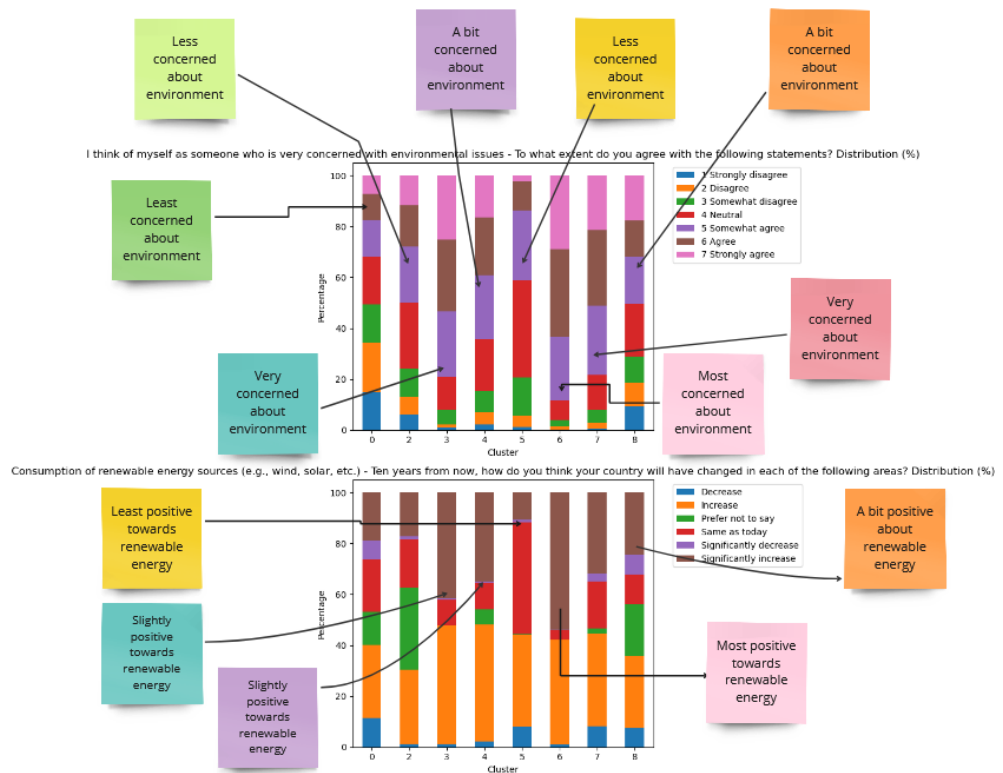 Less
concerned
about
environment
A bit
concerned
about
environment
Less
concerned
about
environment
A bit
concerned
about
environment
I think of myself as someone who is very concerned with environmental issues - To what extent do you agree with the following statements? Distribution (%)
Least
concerned
about
environment
100
80
60
40
20
0
Percentage
0 2 3 4 5 6 7 8
Cluster
1 Strongly disagree
2 Disagree
3 Somewhat disagree
4 Neutral
5 Somewhat agree
6 Agree
7 Strongly agree
Very
concerned
about
environment
Very
concerned
about
environment
Most
concerned
about
environment
Consumption of renewable energy sources (e.g., wind, solar, etc.) - Ten years from now, how do you think your country will have changed in each of the following areas? Distribution (%)
Least positive
towards
renewable
energy
100
80
60
40
20
0
Percentage
0 2 3 4 5 6 7 8
Cluster
Decrease
Increase
Prefer not to say
Same as today
Significantly decrease
Significantly increase
A bit positive
about
renewable
energy
Slightly
positive
towards
renewable
energy
Slightly
positive
towards
renewable
energy
Most positive
towards
renewable
energy